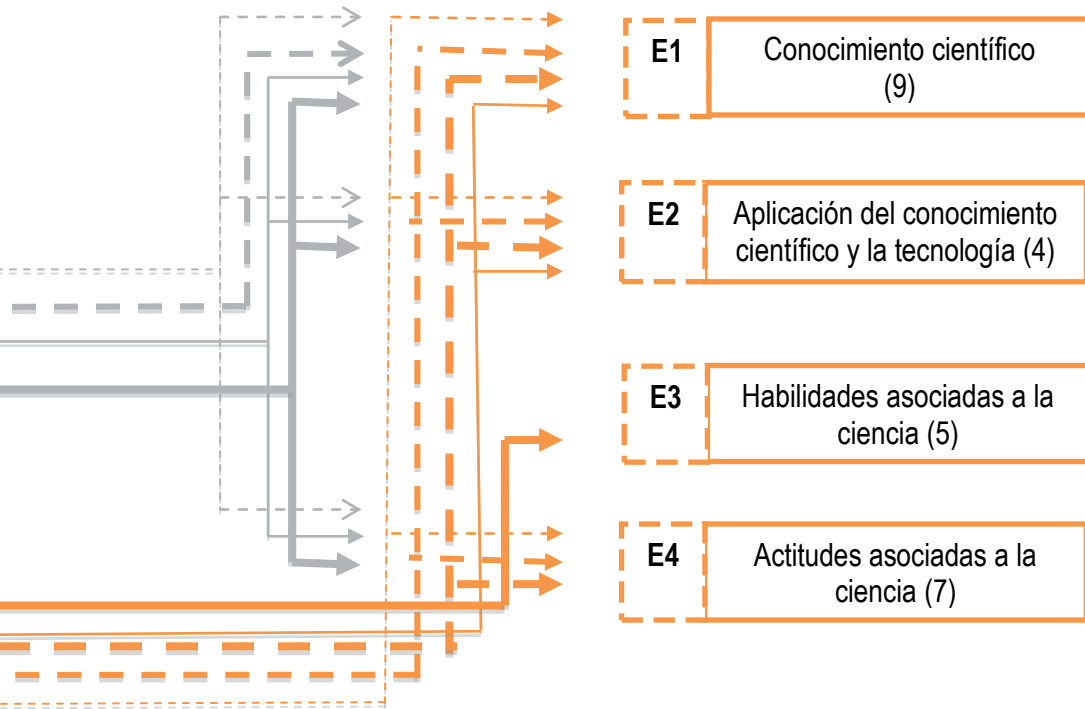 E1
Conocimiento científico
(9)
E2
Aplicación del conocimiento
científico y la tecnología (4)
E3
Habilidades asociadas a la
ciencia (5)
E4
Actitudes asociadas a la
ciencia (7)